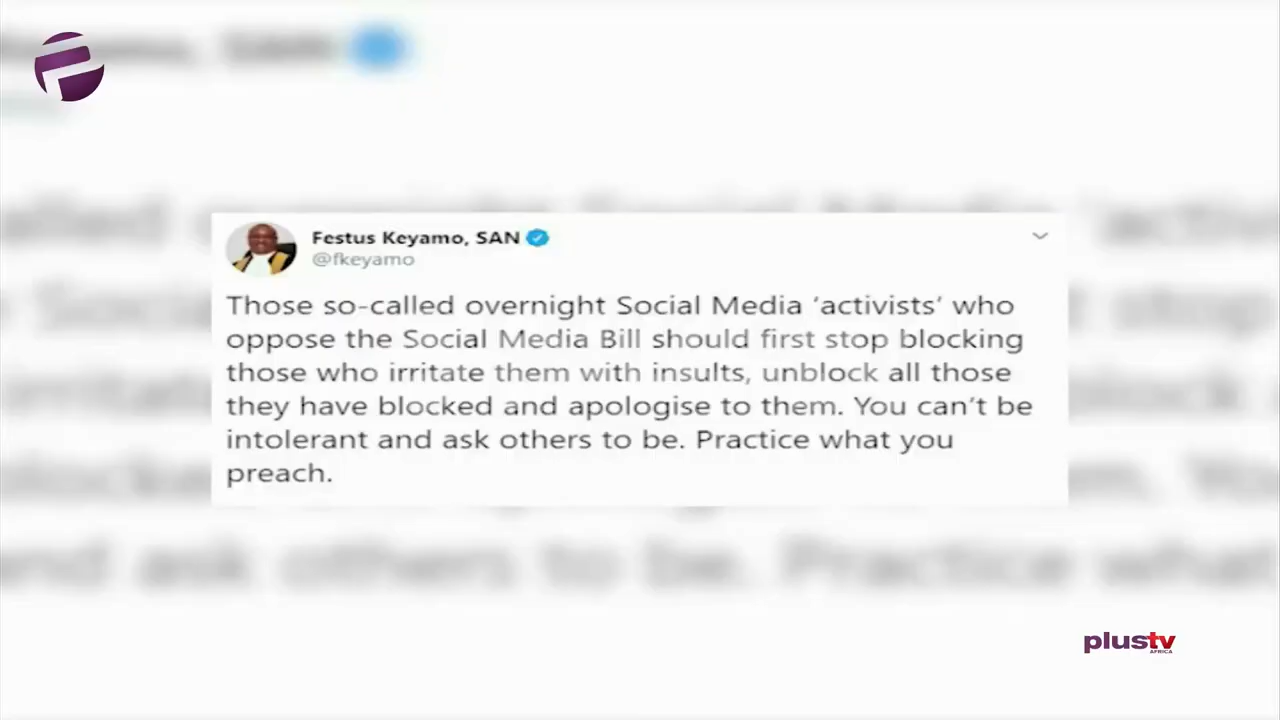 Festus Keyamo, SAN
@fkeyamo
Those so-called overnight Social Media ‘activists’ who
oppose the Social Media Bill should first stop blocking
those who irritate them with insults, unblock all those
they have blocked and apologise to them. You can’t be
intolerant and ask others to be. Practice what you
preach.
plustv
AFRICA